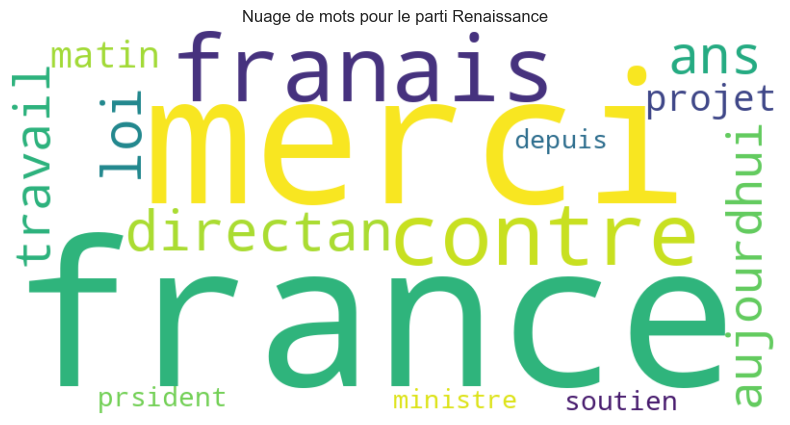 Nuage de mots pour le parti Renaissance
matin
franais
ans
projet
travail
loi
merci
depuis
aujourdhui
directan
contre
france
prsident
ministre
soutien